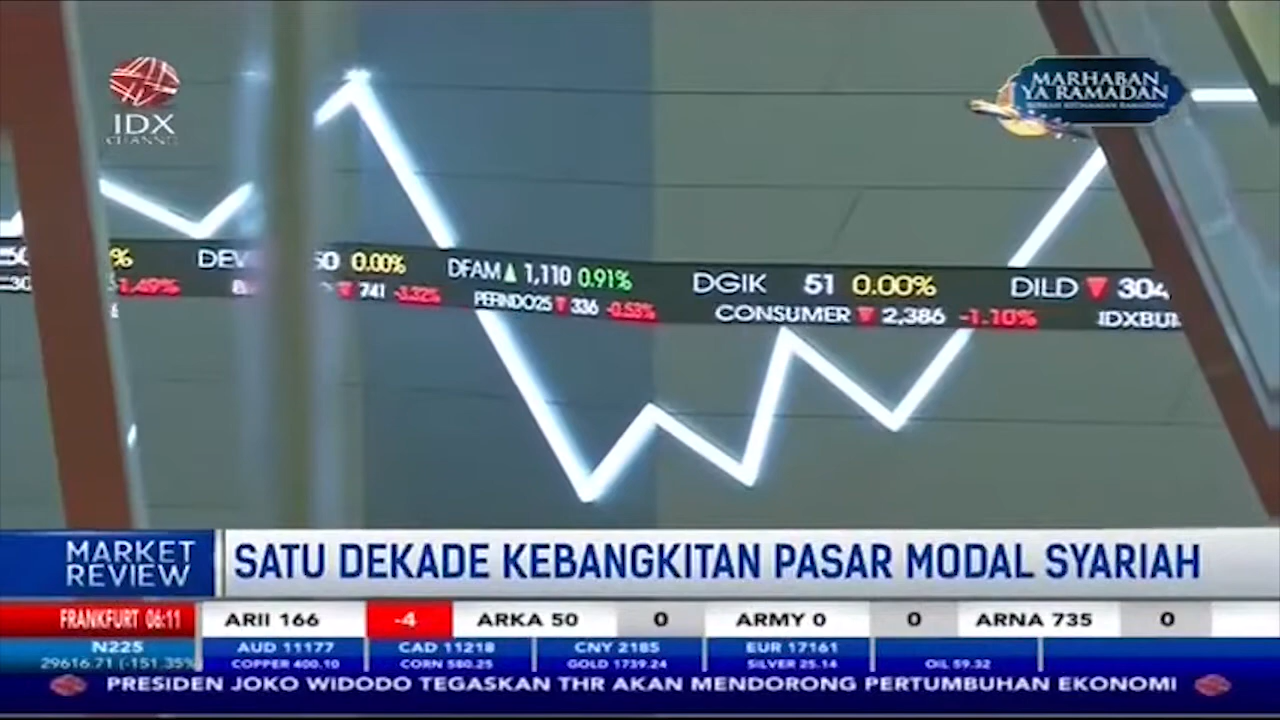 IDX
CHANNEL
MARHABAN
YA RAMADAN
0.00%
DFAM ▲ 1,110 0.91%
DGIK 51 0.00%
DILD ▼ 304
-1.49%
▼ 741 -3.32%
PEFINDO25 ▼ 336 -0.53%
CONSUMER ▼ 2,386 -1.10%
IDXBU
MARKET
REVIEW
SATU DEKADE KEBANGKITAN PASAR MODAL SYARIAH
FRANKFURT 06:11
ARII 166 -4 ARKA 50 0 ARMY 0 0 ARNA 735 0
N225
29616.71 (-151.35%)
AUD 11177 CAD 11218 CNY 2185 EUR 17161
COPPER 400.10 CORN 580.25 GOLD 1739.24 SILVER 25.14 OIL 59.32
PRESIDEN JOKO WIDODO TEGASKAN THR AKAN MENDORONG PERTUMBUHAN EKONOMI